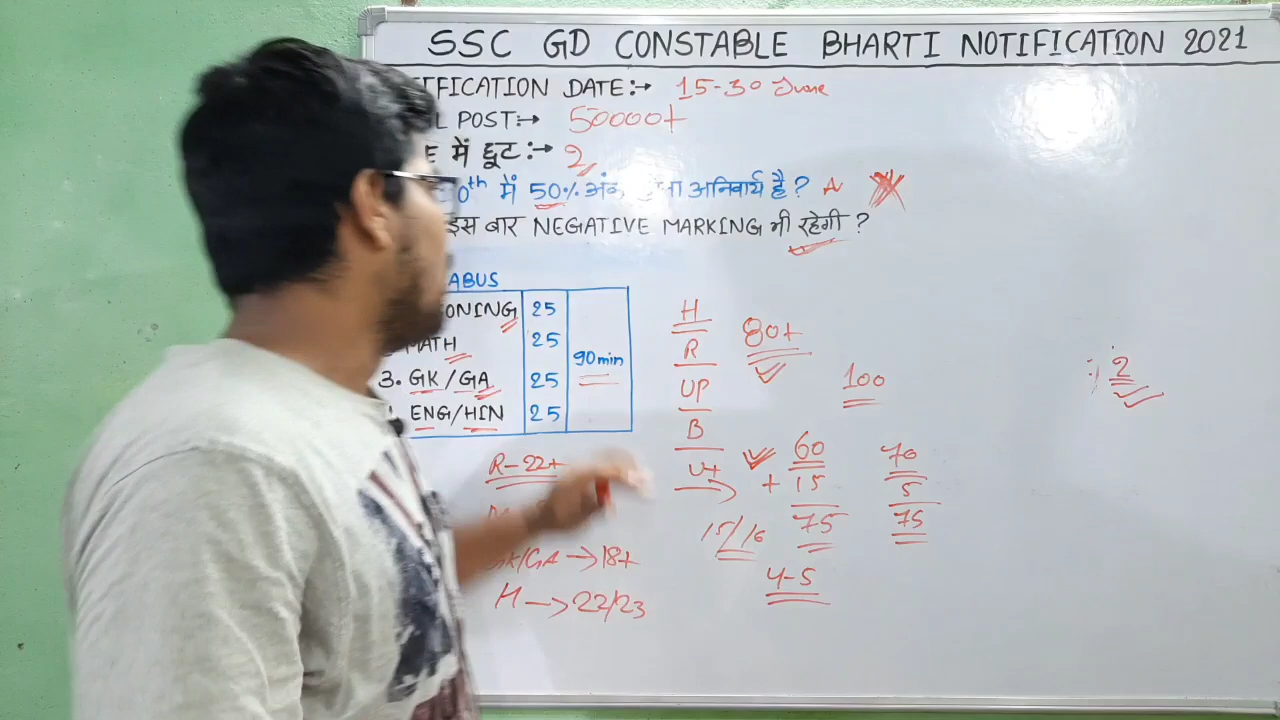 SSC GD CONSTABLE BHARTI NOTIFICATION 2021
TIFICATION DATE:→ 15-30 June
L POST:→ 50000+
E में छूट :→ 2
0th में 50% अंक अनिवार्य है ?
इस बार NEGATIVE MARKING भी रहेगी ?
ABUS
ONING 25
MATH 25
90min
3. GK/GA 25
ENG/HIN 25
R-22+
GK/GA → 18+
H → 22/23
H
R
UP
B
80+
100
60
+ 15
75
70
5
75
15/16
4-5
2